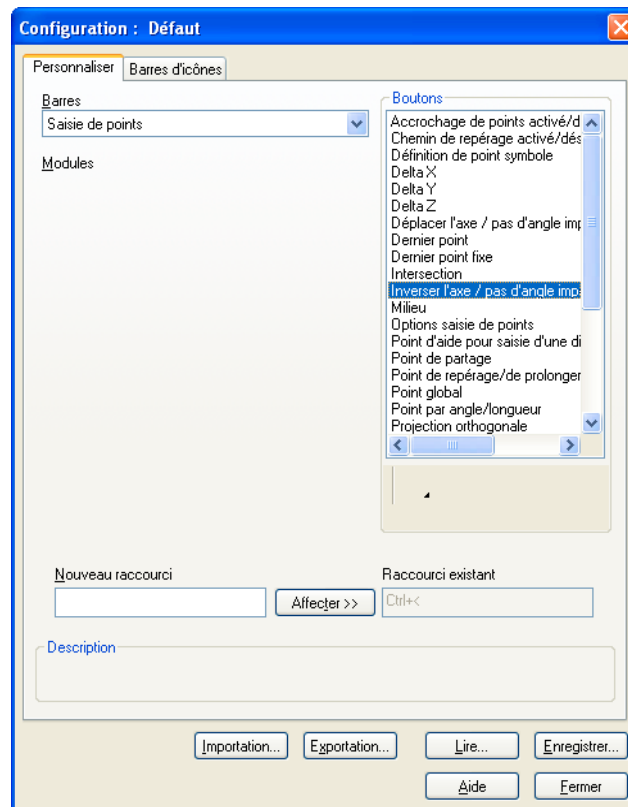 Configuration : Défaut
Personnaliser
Barres d'icônes
Barres
Saisie de points
Modules
Boutons
Accrochage de points activé/d
Chemin de repérage activé/dés
Définition de point symbole
Delta X
Delta Y
Delta Z
Déplacer l'axe / pas d'angle imp
Dernier point
Dernier point fixe
Intersection
Inverser l'axe / pas d'angle impa
Milieu
Options saisie de points
Point d'aide pour saisie d'une di
Point de partage
Point de repérage/de prolonger
Point global
Point par angle/longueur
Projection orthogonale
Nouveau raccourci
Affecter >>
Raccourci existant
Ctrl+<
Description
Importation...
Exportation...
Lire...
Enregistrer...
Aide
Fermer